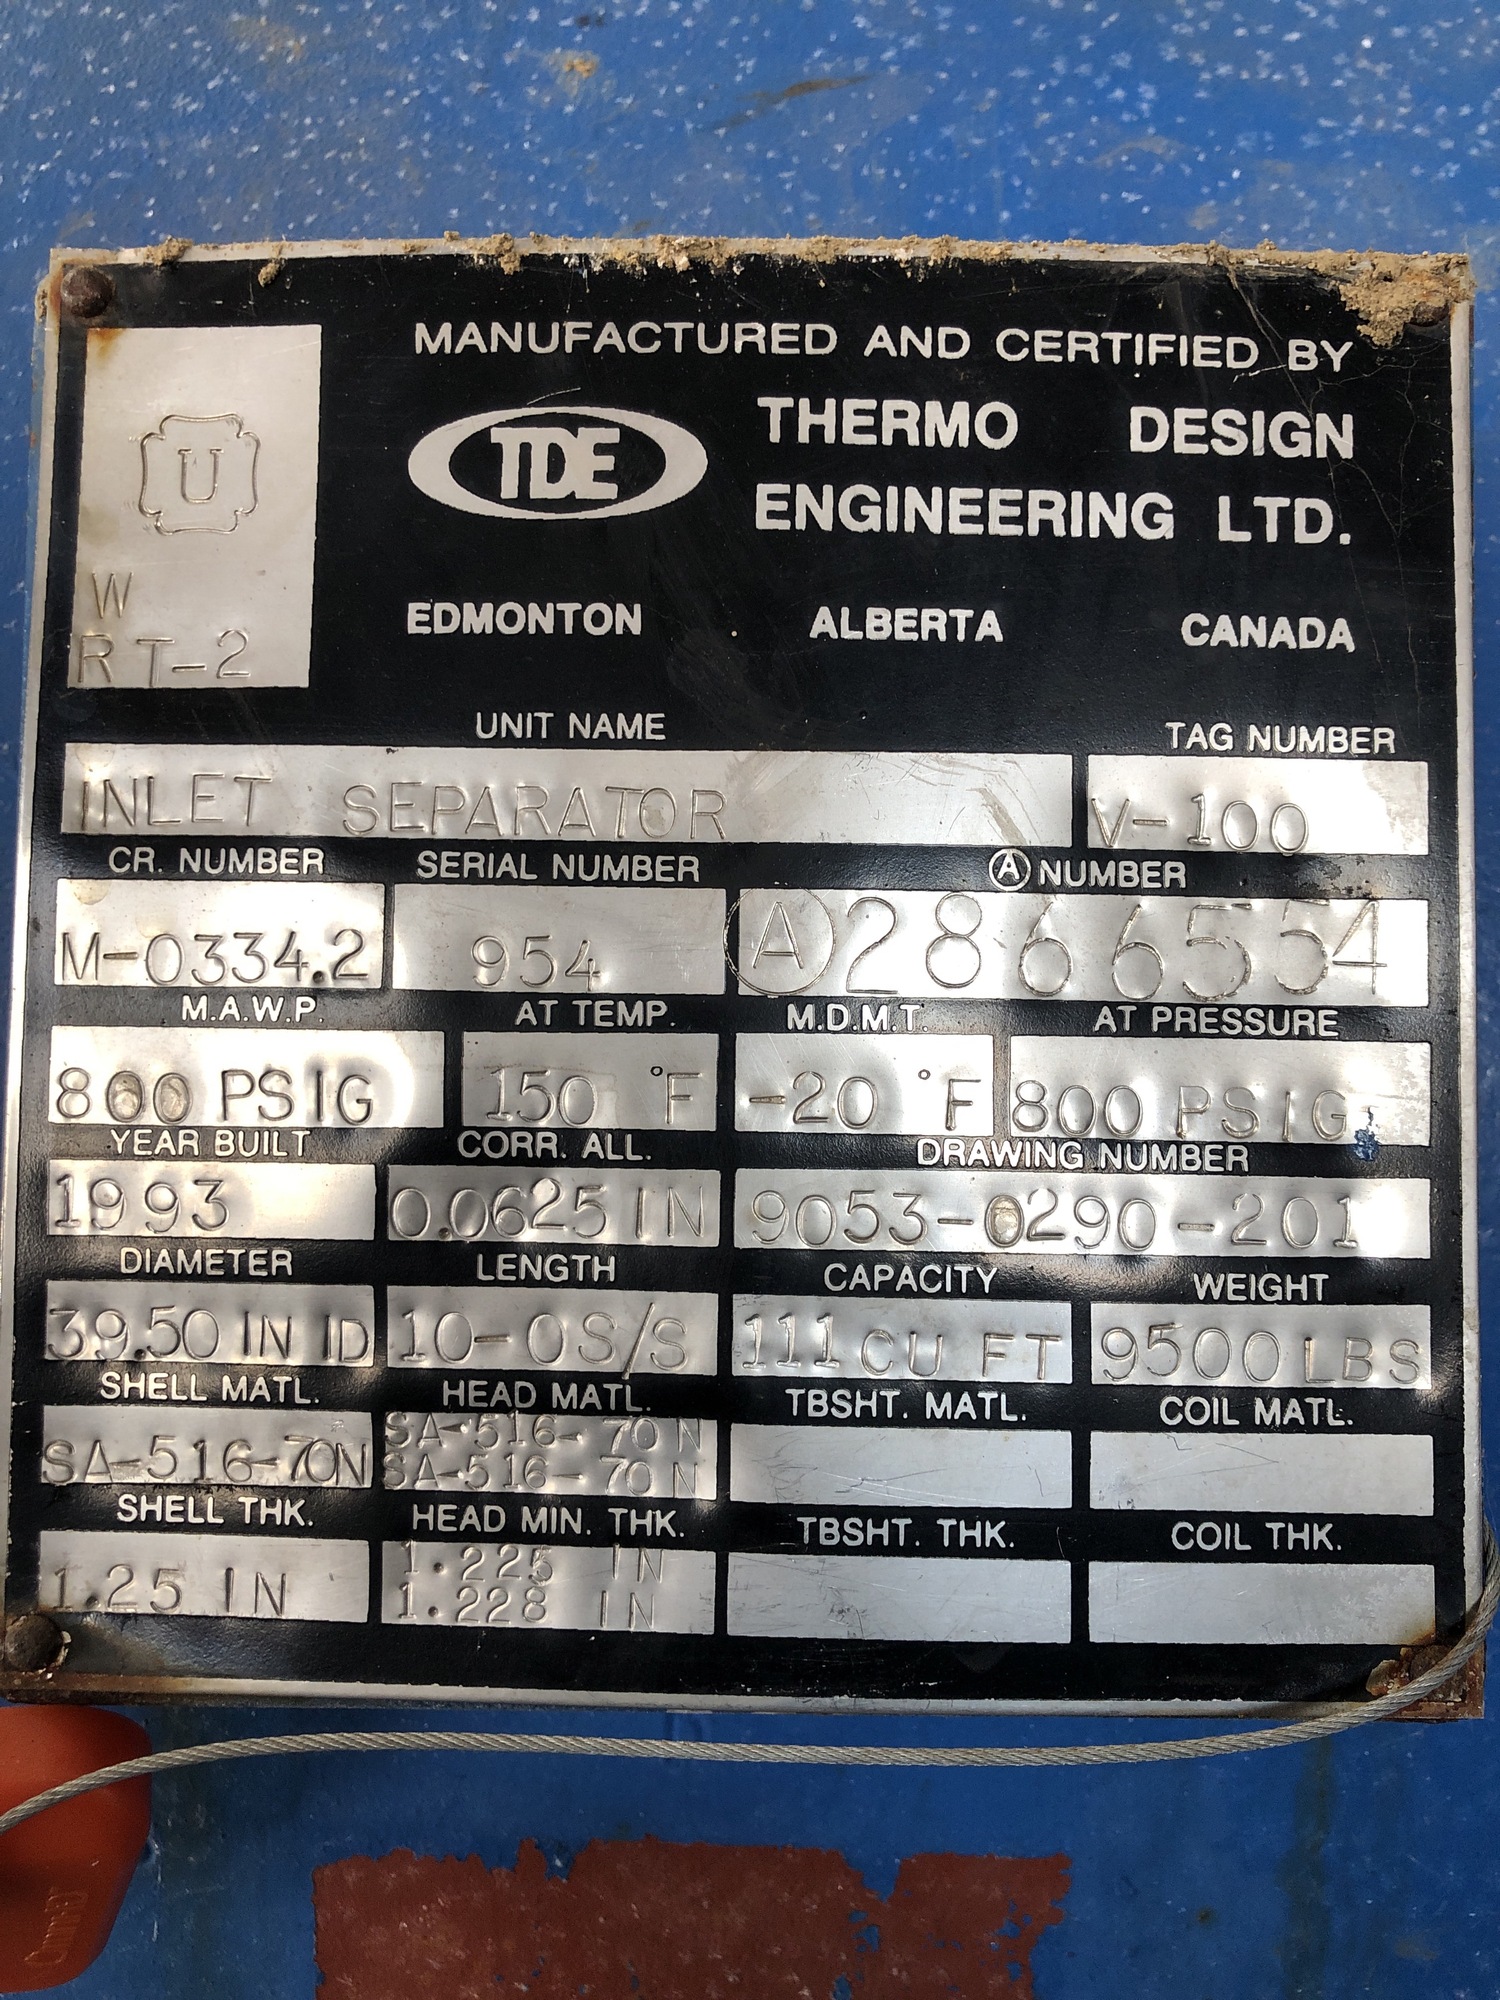 U
W
RT-2
MANUFACTURED AND CERTIFIED BY
TDE
THERMO DESIGN
ENGINEERING LTD.
EDMONTON ALBERTA CANADA
UNIT NAME TAG NUMBER
INLET SEPARATOR V-100
CR. NUMBER SERIAL NUMBER Ⓐ NUMBER
M-0334.2 954 Ⓐ2866554
M.A.W.P. AT TEMP. M.D.M.T. AT PRESSURE
800 PSIG 150 °F -20 °F 800 PSIG
YEAR BUILT CORR. ALL. DRAWING NUMBER
1993 0.0625 IN 9053-0290-201
DIAMETER LENGTH CAPACITY WEIGHT
39.50 IN ID 10-0 S/S 111 CU FT 9500 LBS
SHELL MATL. HEAD MATL. TBSHT. MATL. COIL MATL.
SA-516-70N SA-516-70N
SA-516-70N
SHELL THK. HEAD MIN. THK. TBSHT. THK. COIL THK.
1.25 IN 1.225 IN
1.228 IN